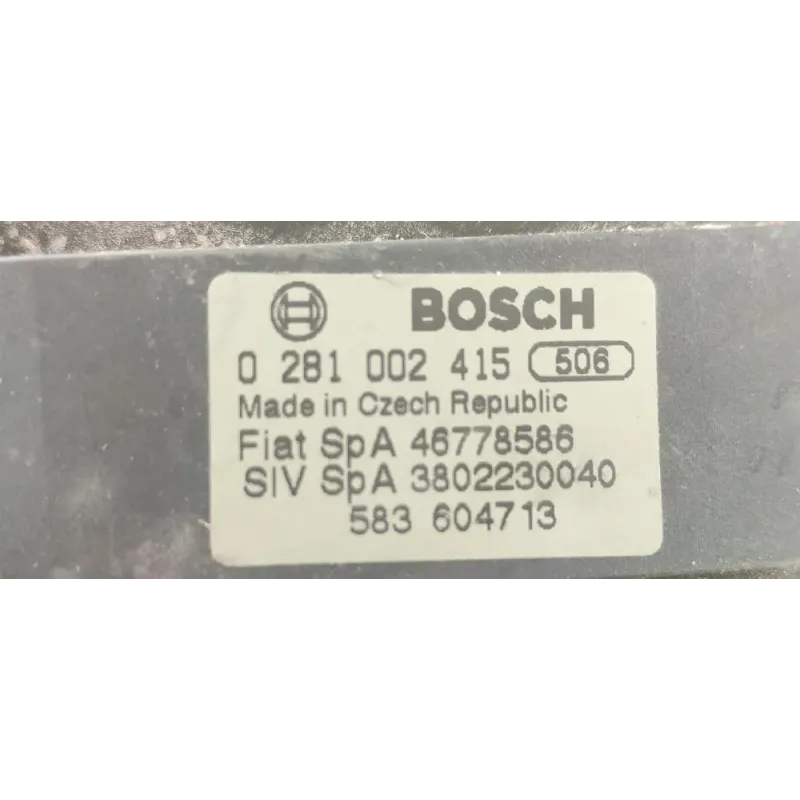 BOSCH
0 281 002 415 506
Made in Czech Republic
Fiat SpA 46778586
SIV SpA 3802230040
583 604713